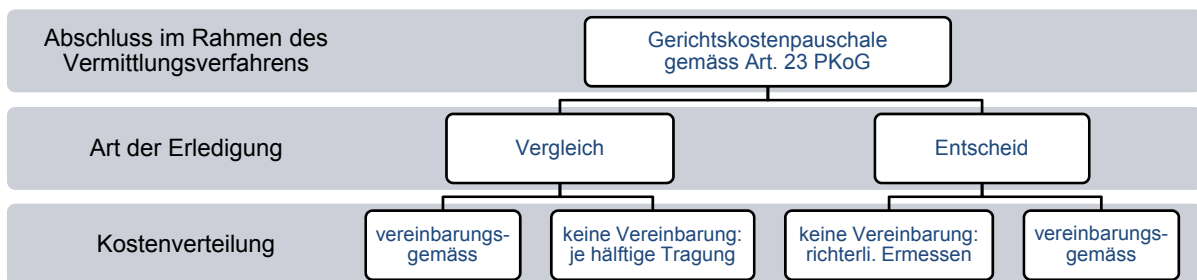 Abschluss im Rahmen des
Vermittlungsverfahrens
Gerichtskostenpauschale
gemäss Art. 23 PKoG
Art der Erledigung
Vergleich
Entscheid
Kostenverteilung
vereinbarungs-
gemäss
keine Vereinbarung:
je hälftige Tragung
keine Vereinbarung:
richterli. Ermessen
vereinbarungs-
gemäss